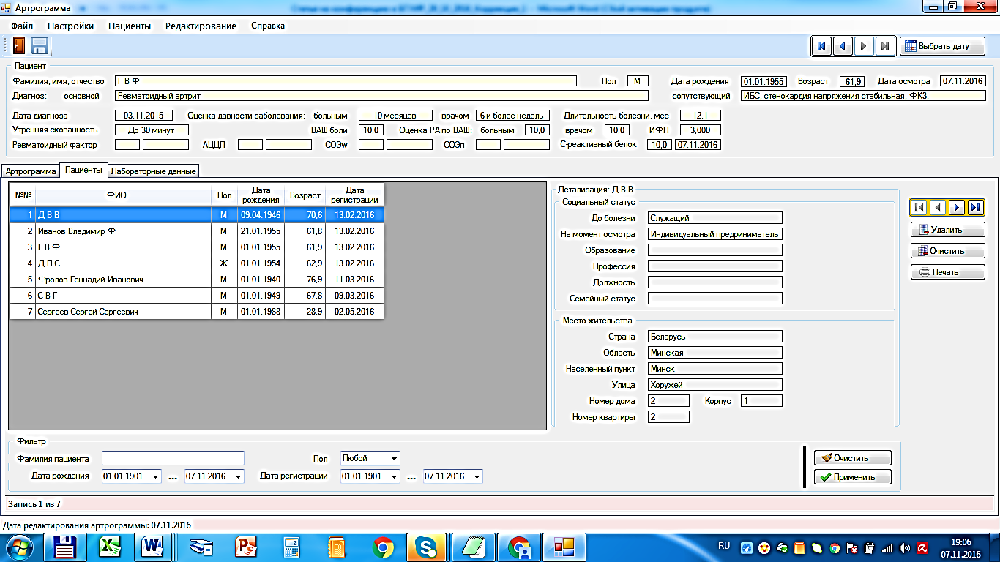 Артрограмма
Файл Настройки Пациенты Редактирование Справка
Выбрать дату
Пациент
Фамилия, имя, отчество Г В Ф Пол М Дата рождения 01.01.1955 Возраст 61,9 Дата осмотра 07.11.2016
Диагноз: основной Ревматоидный артрит сопутствующий ИБС, стенокардия напряжения стабильная, ФК3.
Дата диагноза 03.11.2015 Оценка давности заболевания: больным 10 месяцев врачом 6 и более недель Длительность болезни, мес 12,1
Утренняя скованность До 30 минут ВАШ боли 10,0 Оценка РА по ВАШ: больным 10,0 врачом 10,0 ИФН 3,000
Ревматоидный фактор АЦЦП СОЭw СОЭп С-реактивный белок 10,0 07.11.2016
Артрограмма Пациенты Лабораторные данные
№№ ФИО Пол Дата рождения Возраст Дата регистрации
1 Д В В М 09.04.1946 70,6 13.02.2016
2 Иванов Владимир Ф М 21.01.1955 61,8 13.02.2016
3 Г В Ф М 01.01.1955 61,9 13.02.2016
4 Д Л С Ж 01.01.1954 62,9 13.02.2016
5 Фролов Геннадий Иванович М 01.01.1940 76,9 11.03.2016
6 С В Г М 01.01.1949 67,8 09.03.2016
7 Сергеев Сергей Сергеевич М 01.01.1988 28,9 02.05.2016
Детализация: Д В В
Социальный статус
До болезни Служащий
На момент осмотра Индивидуальный предприниматель
Образование
Профессия
Должность
Семейный статус
Место жительства
Страна Беларусь
Область Минская
Населенный пункт Минск
Улица Хоружей
Номер дома 2 Корпус 1
Номер квартиры 2
Удалить
Очистить
Печать
Фильтр
Фамилия пациента Пол Любой Очистить
Дата рождения 01.01.1901 ... 07.11.2016 Дата регистрации 01.01.1901 ... 07.11.2016 Применить
Запись 1 из 7
Дата редактирования артрограммы: 07.11.2016
RU 19:06
07.11.2016